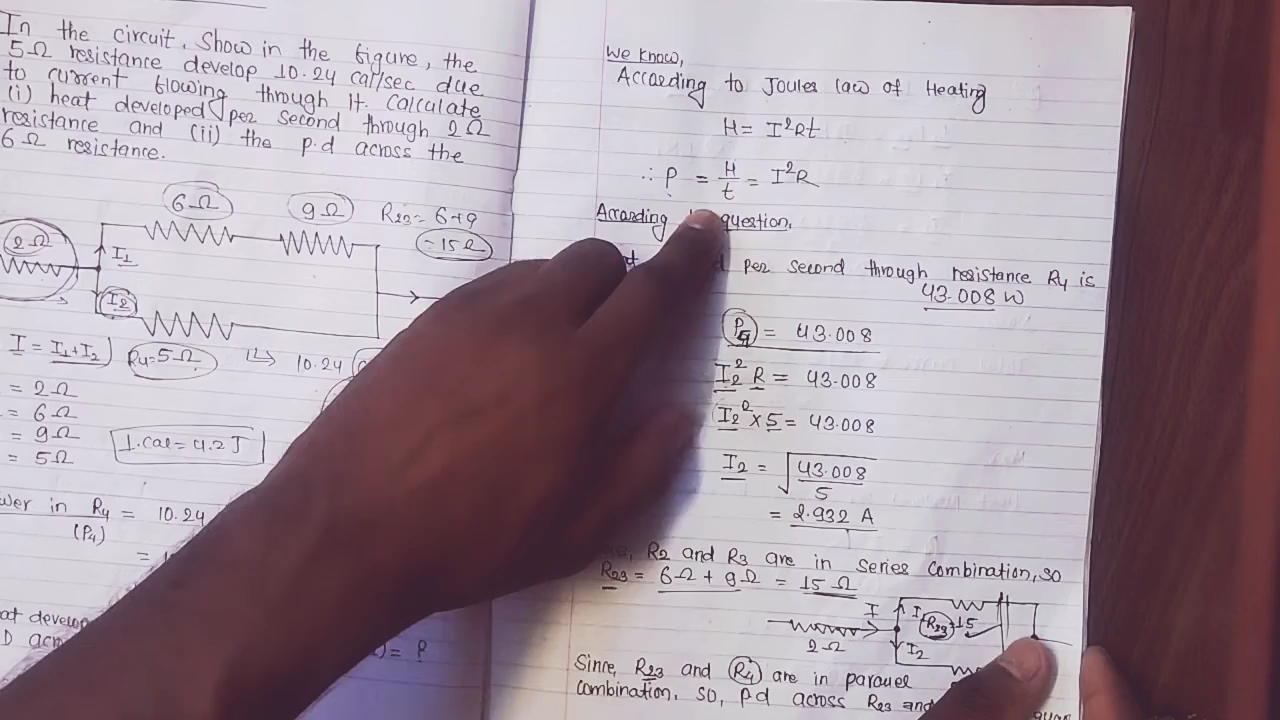 In the circuit. Show in the figure, the
5Ω resistance develop 10.24 cal/sec due
to current flowing through it. Calculate
(i) heat developed per second through 2Ω
resistance and (ii) the p.d across the
6Ω resistance.
6Ω
9Ω
R23= 6+9
=15Ω
2Ω
I1
I2
I = I1+I2
R4=5Ω
10.24
= 2Ω
= 6Ω
= 9Ω
= 5Ω
1.cal= 4.2 J
in R4 = 10.24
(P4)
=
= ?
We know,
According to Joules law of Heating
H= I²Rt
∴ P = H/t = I²R
According question,
per second through resistance R4 is
43.008 W
P4 = 43.008
I2² R = 43.008
I2² × 5 = 43.008
I2 = √43.008/5
= 2.932 A
R2 and R3 are in series combination, so
R23 = 6Ω + 9Ω = 15Ω
I
R23=15
I2
2Ω
Since, R23 and R4 are in parallel
combination, so, p.d across R23 and